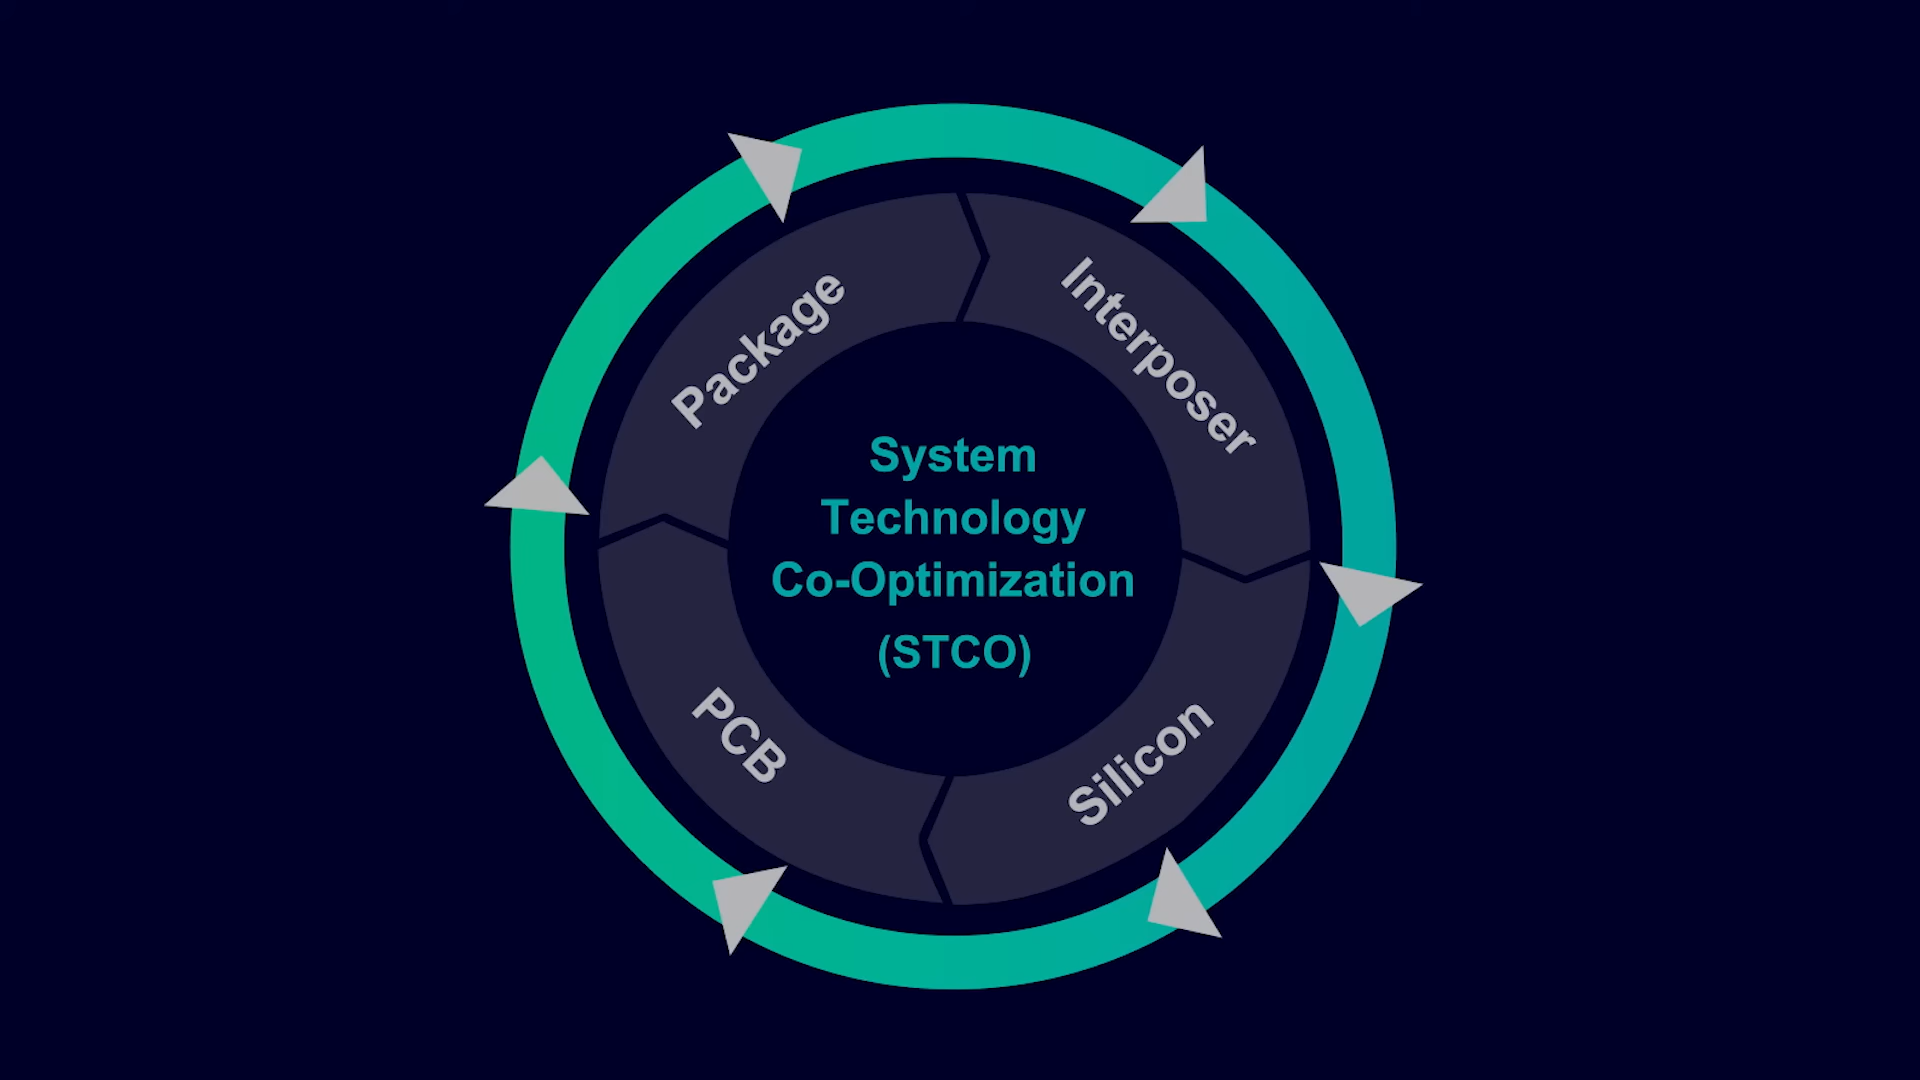 Package
Interposer
System
Technology
Co-Optimization
(STCO)
PCB
Silicon